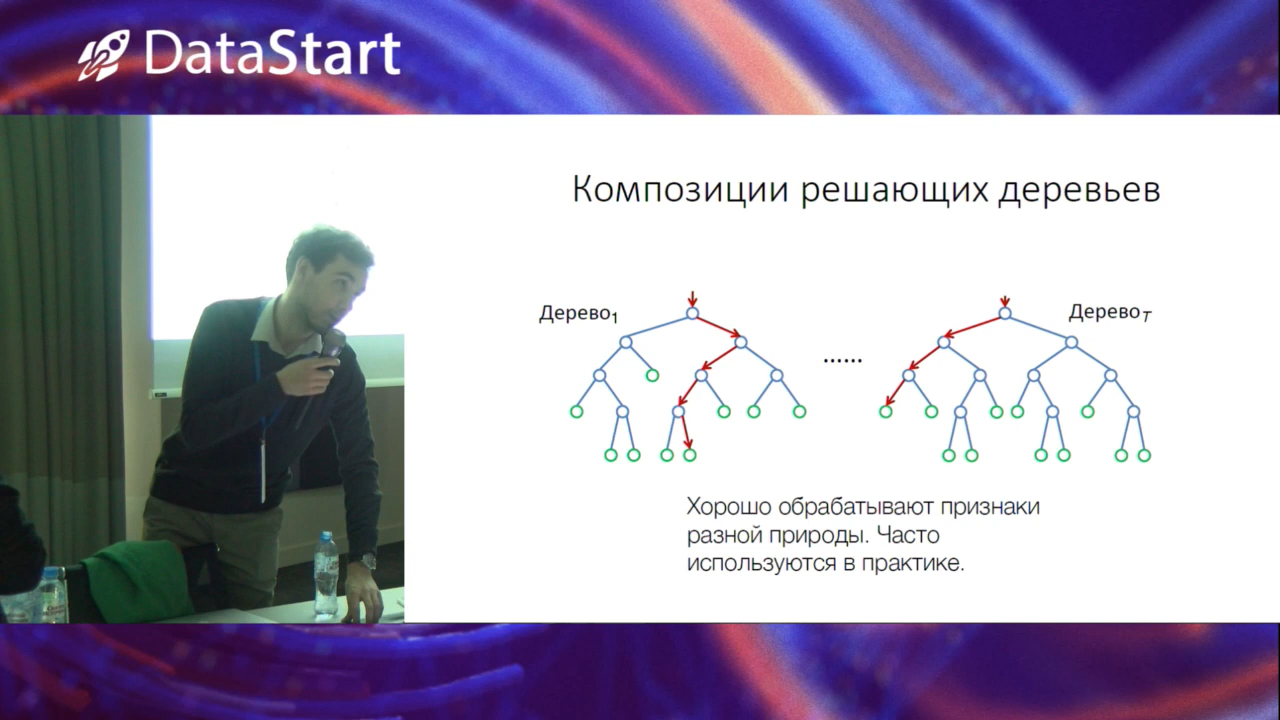 DataStart
Композиции решающих деревьев
Дерево1
......
ДеревоT
Хорошо обрабатывают признаки
разной природы. Часто
используются в практике.